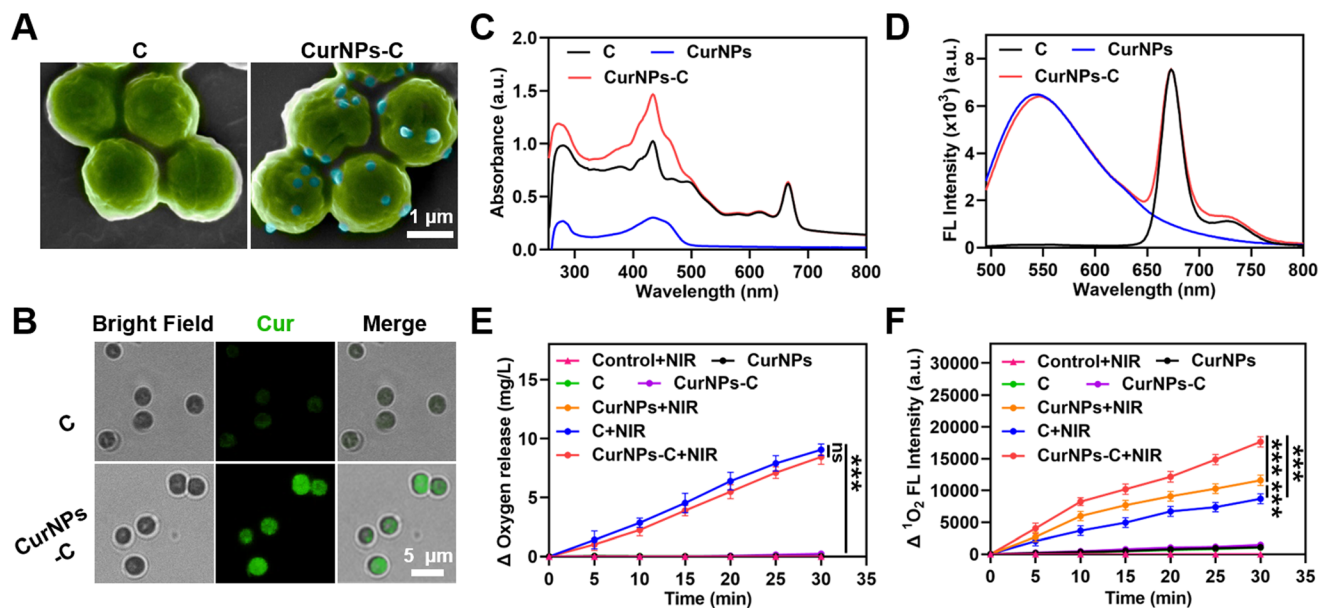 A
C
CurNPs-C
1 μm
B
Bright Field
Cur
Merge
C
CurNPs
-C
5 μm
C
C
CurNPs
CurNPs-C
Absorbance (a.u.)
2.0
1.5
1.0
0.5
0.0
300 400 500 600 700 800
Wavelength (nm)
D
C
CurNPs
CurNPs-C
FL Intensity (x10³) (a.u.)
8
6
4
2
0
500 550 600 650 700 750 800
Wavelength (nm)
E
Control+NIR
CurNPs
C
CurNPs-C
CurNPs+NIR
C+NIR
CurNPs-C+NIR
ns
***
Δ Oxygen release (mg/L)
15
10
5
0
0 5 10 15 20 25 30 35
Time (min)
F
Control+NIR
CurNPs
C
CurNPs-C
CurNPs+NIR
C+NIR
CurNPs-C+NIR
***
***
***
Δ ¹O₂ FL Intensity (a.u.)
30000
25000
20000
15000
10000
5000
0
0 5 10 15 20 25 30 35
Time (min)